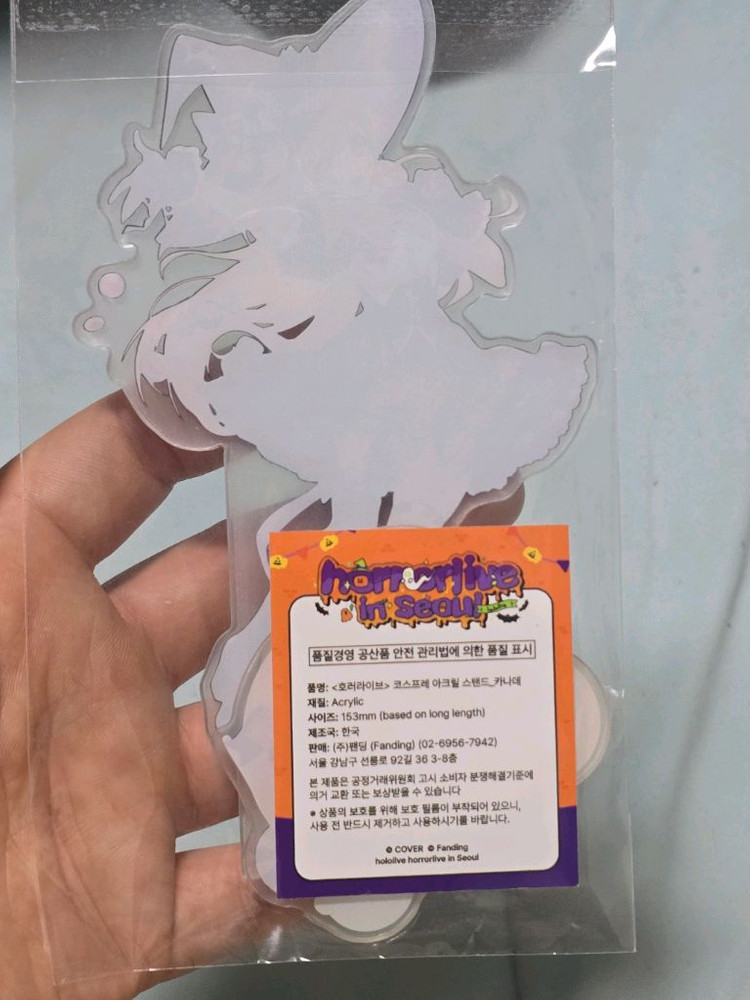 horrorlive
in Seoul
품질경영 공산품 안전 관리법에 의한 품질 표시
품명: <호러라이브> 코스프레 아크릴 스탠드_카나데
재질: Acrylic
사이즈: 153mm (based on long length)
제조국: 한국
판매: (주)팬딩 (Fanding) (02-6956-7942)
서울 강남구 선릉로 92길 36 3-8층
본 제품은 공정거래위원회 고시 소비자 분쟁해결기준에
의거 교환 또는 보상받을 수 있습니다
※ 상품의 보호를 위해 보호 필름이 부착되어 있으니,
사용 전 반드시 제거하고 사용하시기를 바랍니다.
© COVER © Fanding
hololive horrorlive in Seoul